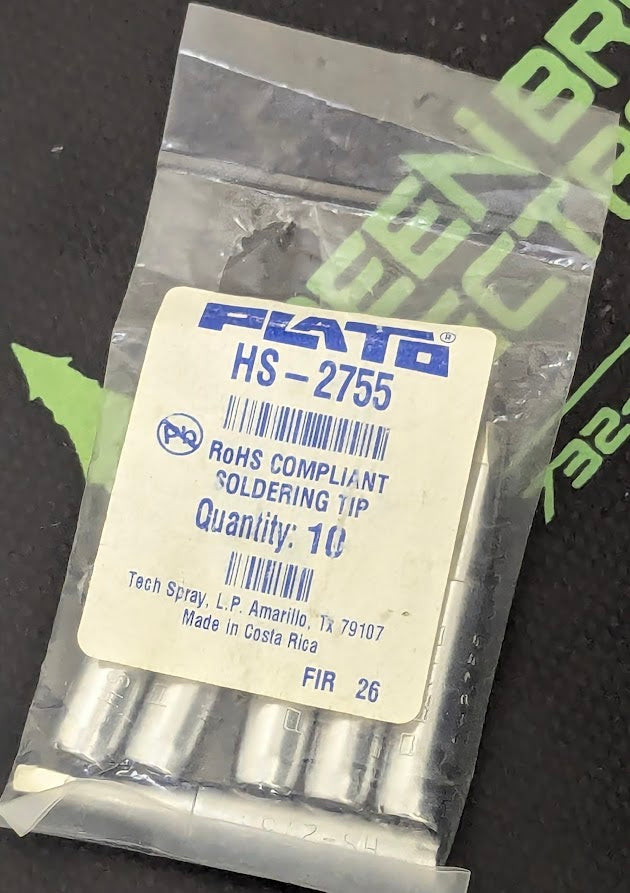 PLATO®
HS-2755
Pb
RoHS COMPLIANT
SOLDERING TIP
Quantity: 10
Tech Spray, L.P. Amarillo, Tx 79107
Made in Costa Rica
FIR 26